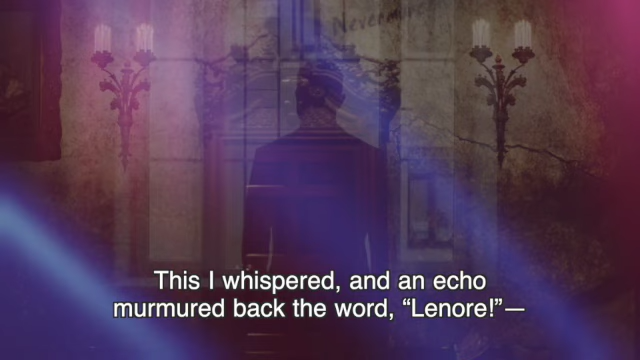 Nevermore
This I whispered, and an echo
murmured back the word, “Lenore!”—